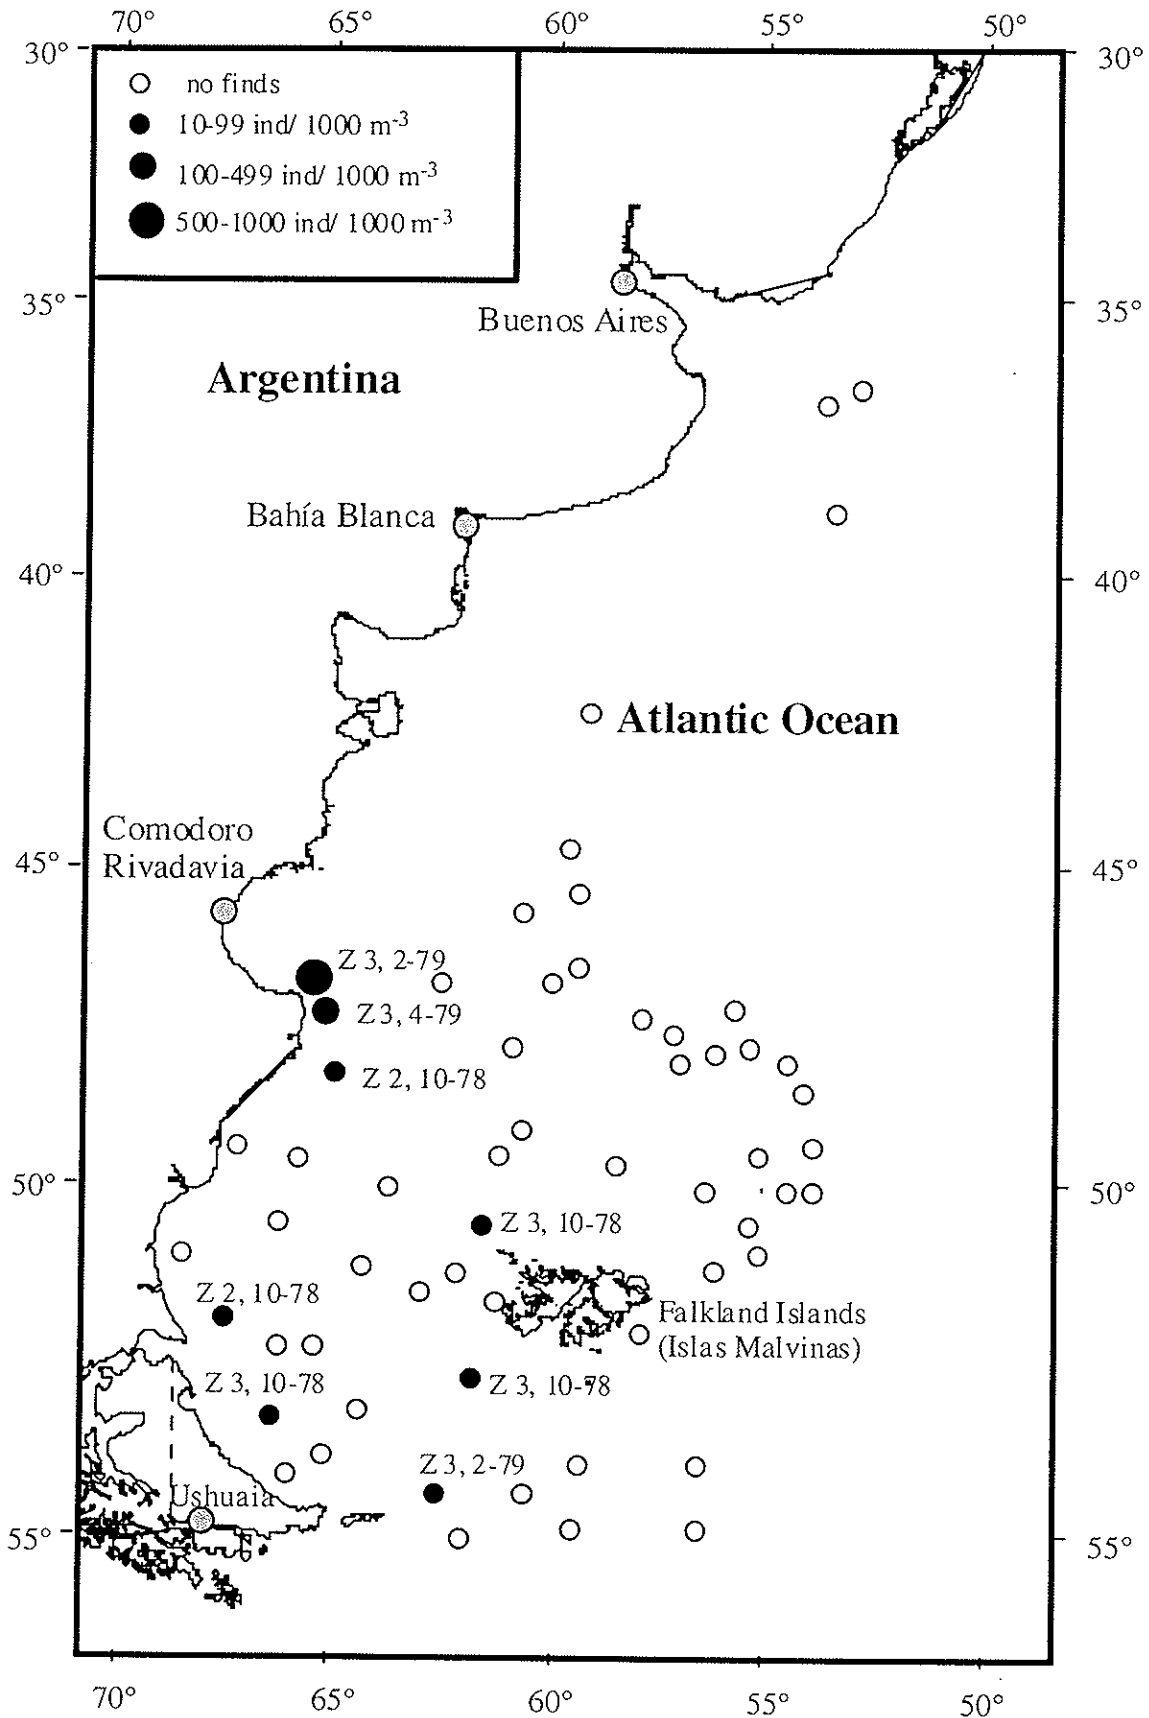 70° 65° 60° 55° 50°
30° 30°
no finds
10-99 ind/ 1000 m-3
100-499 ind/ 1000 m-3
500-1000 ind/ 1000 m-3
35° 35°
Buenos Aires
Argentina
Bahía Blanca
40° 40°
Atlantic Ocean
Comodoro
Rivadavia
45° 45°
Z 3, 2-79
Z 3, 4-79
Z 2, 10-78
50° 50°
Z 3, 10-78
Z 2, 10-78
Falkland Islands
(Islas Malvinas)
Z 3, 10-78
Z 3, 10-78
Z 3, 2-79
Ushuaia
55° 55°
70° 65° 60° 55° 50°